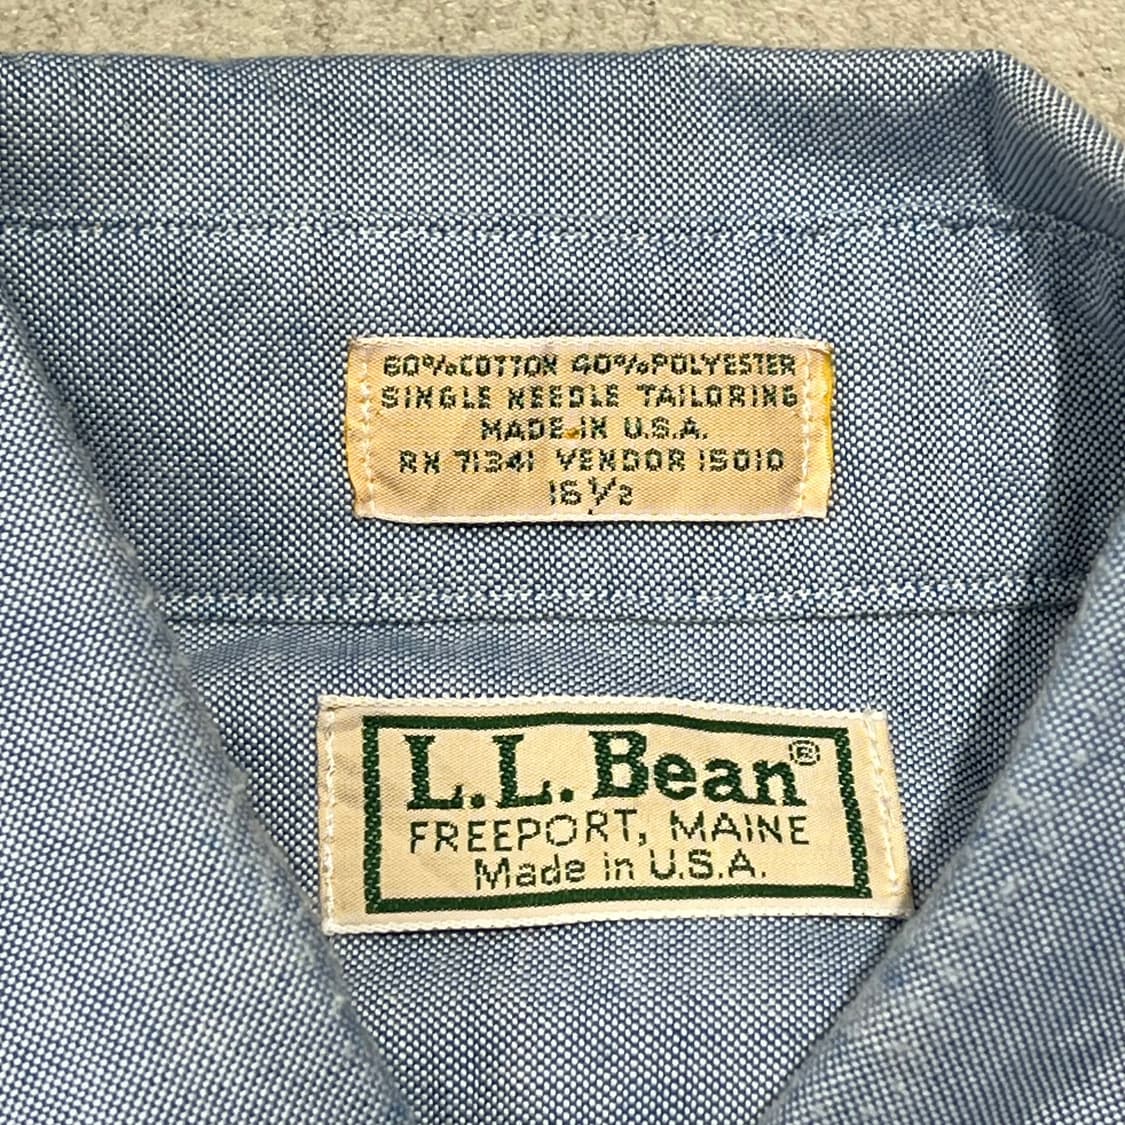 60% COTTON 40% POLYESTER
SINGLE NEEDLE TAILORING
MADE IN U.S.A.
RN 71341 VENDOR 15010
16 1/2
L.L.Bean®
FREEPORT, MAINE
Made in U.S.A.